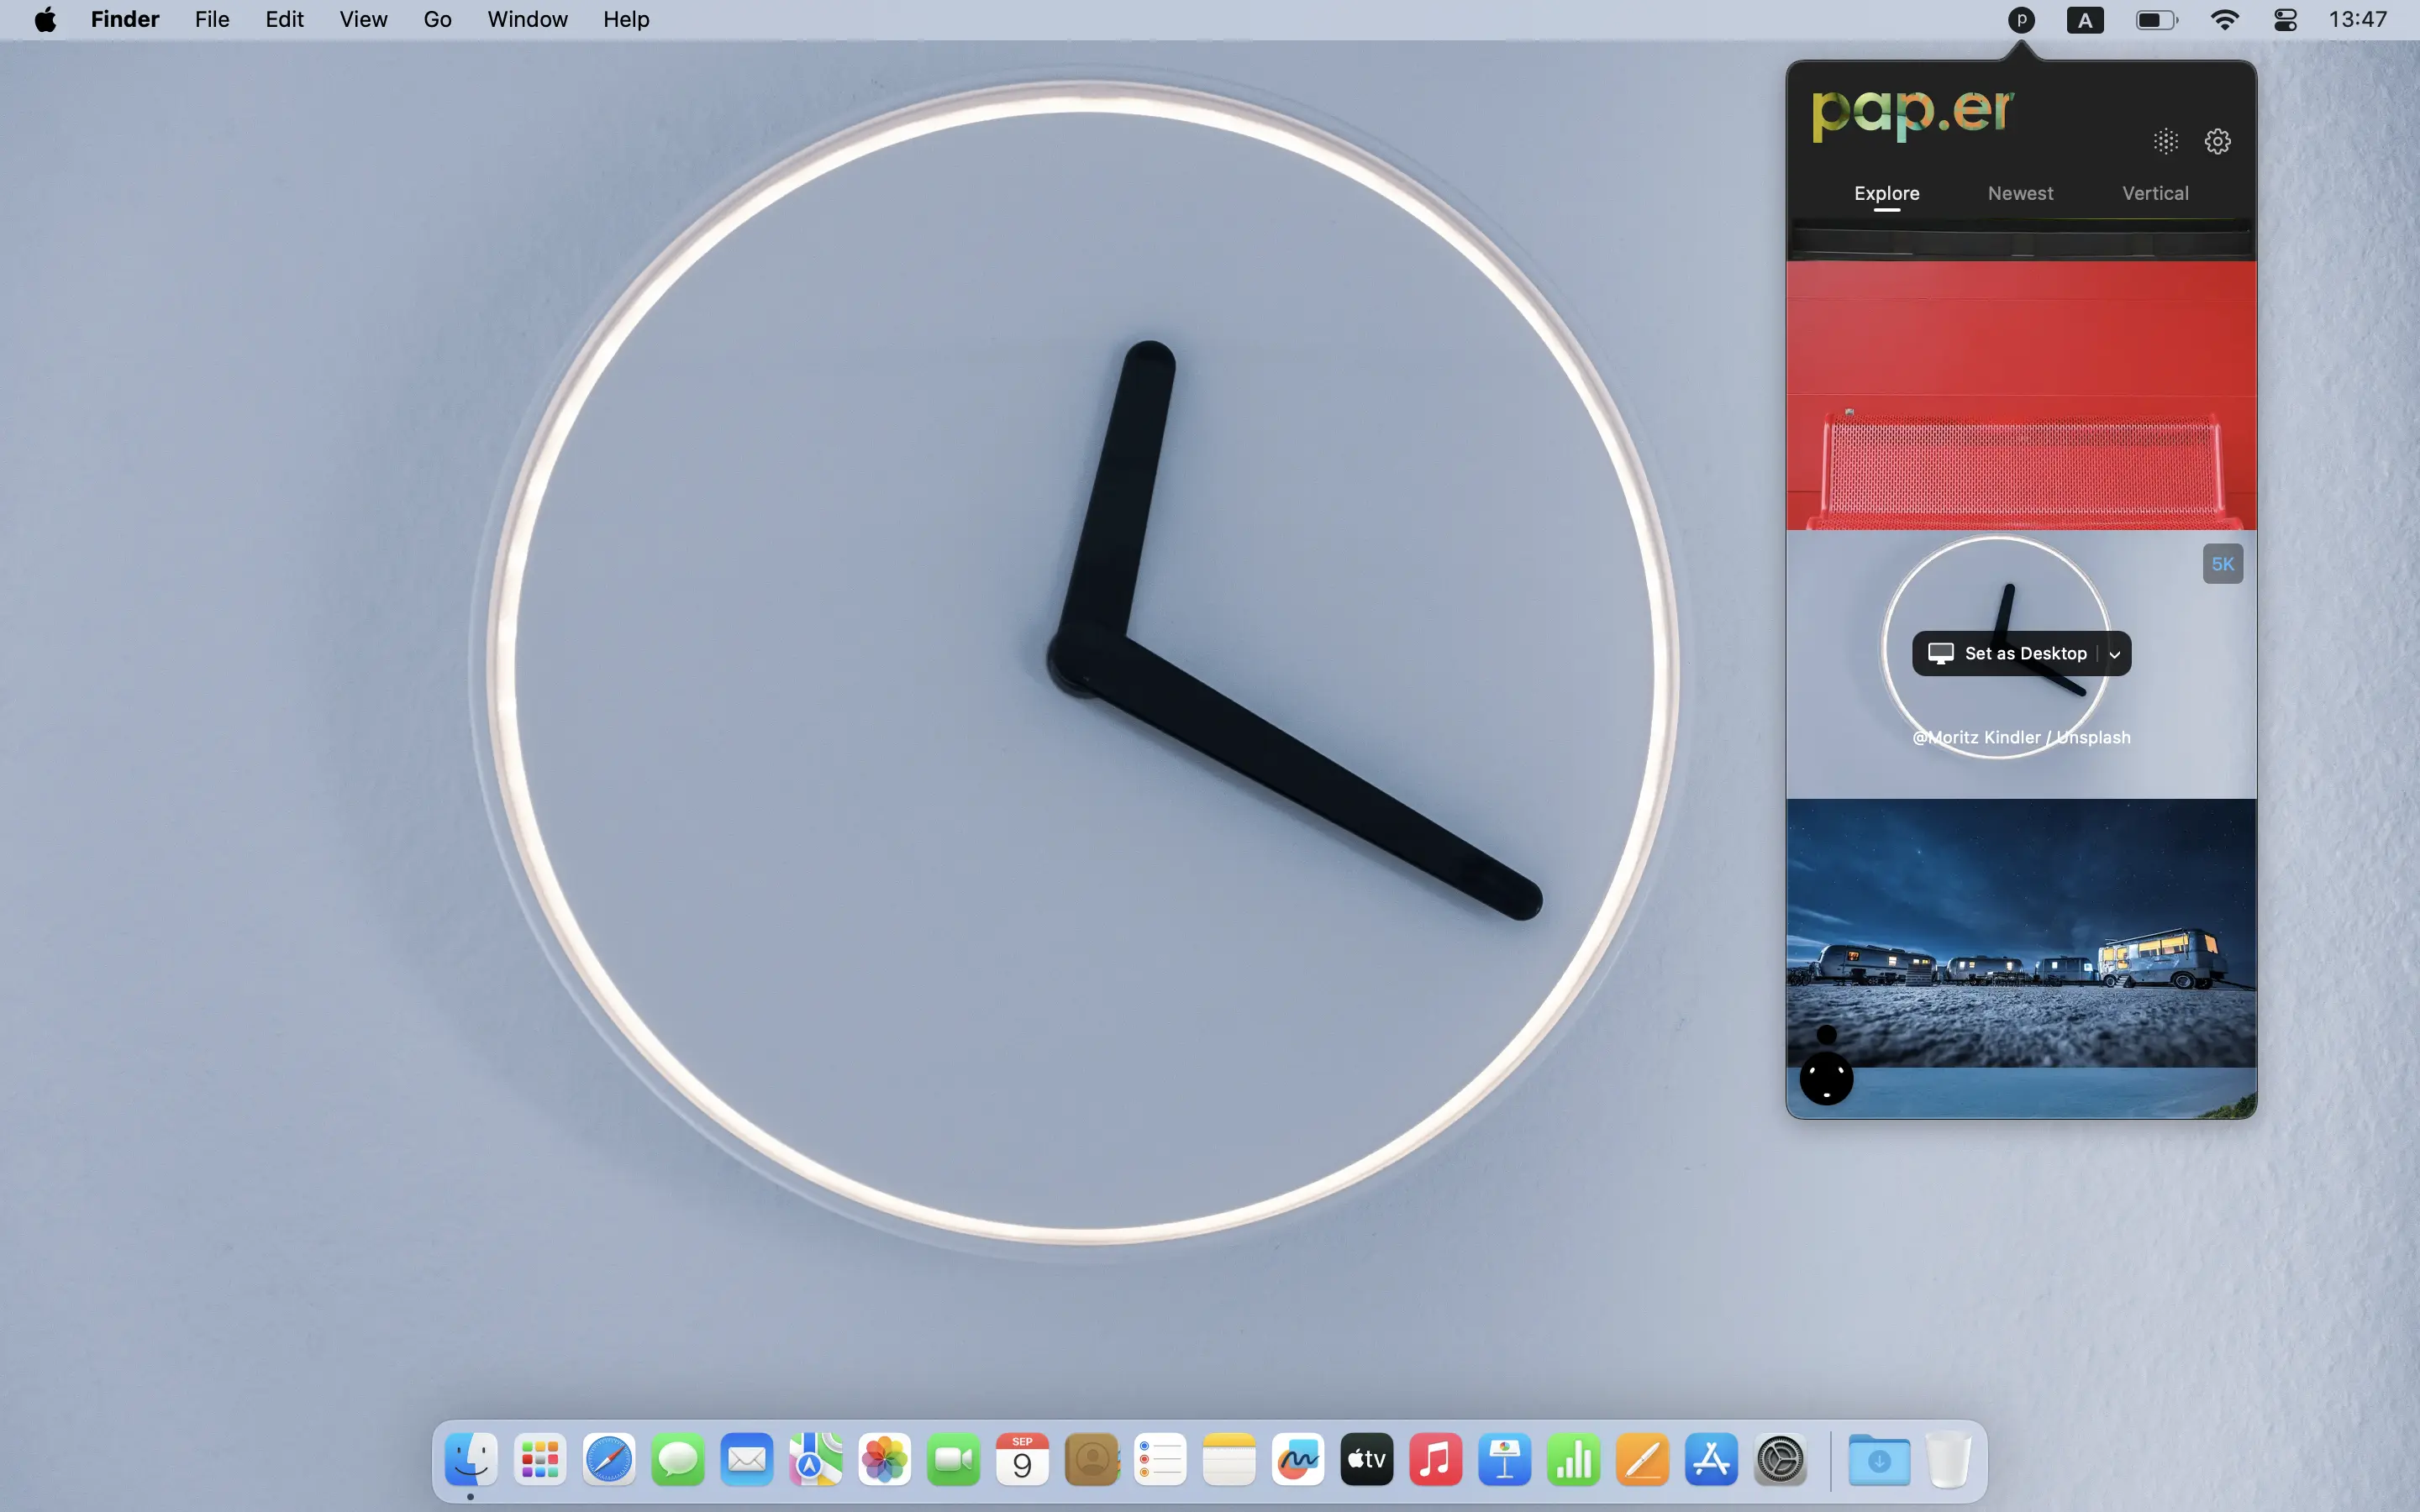 Finder File Edit View Go Window Help
p A 13:47
pap.er
Explore Newest Vertical
5K
Set as Desktop
@Moritz Kindler / Unsplash
SEP
9
tv